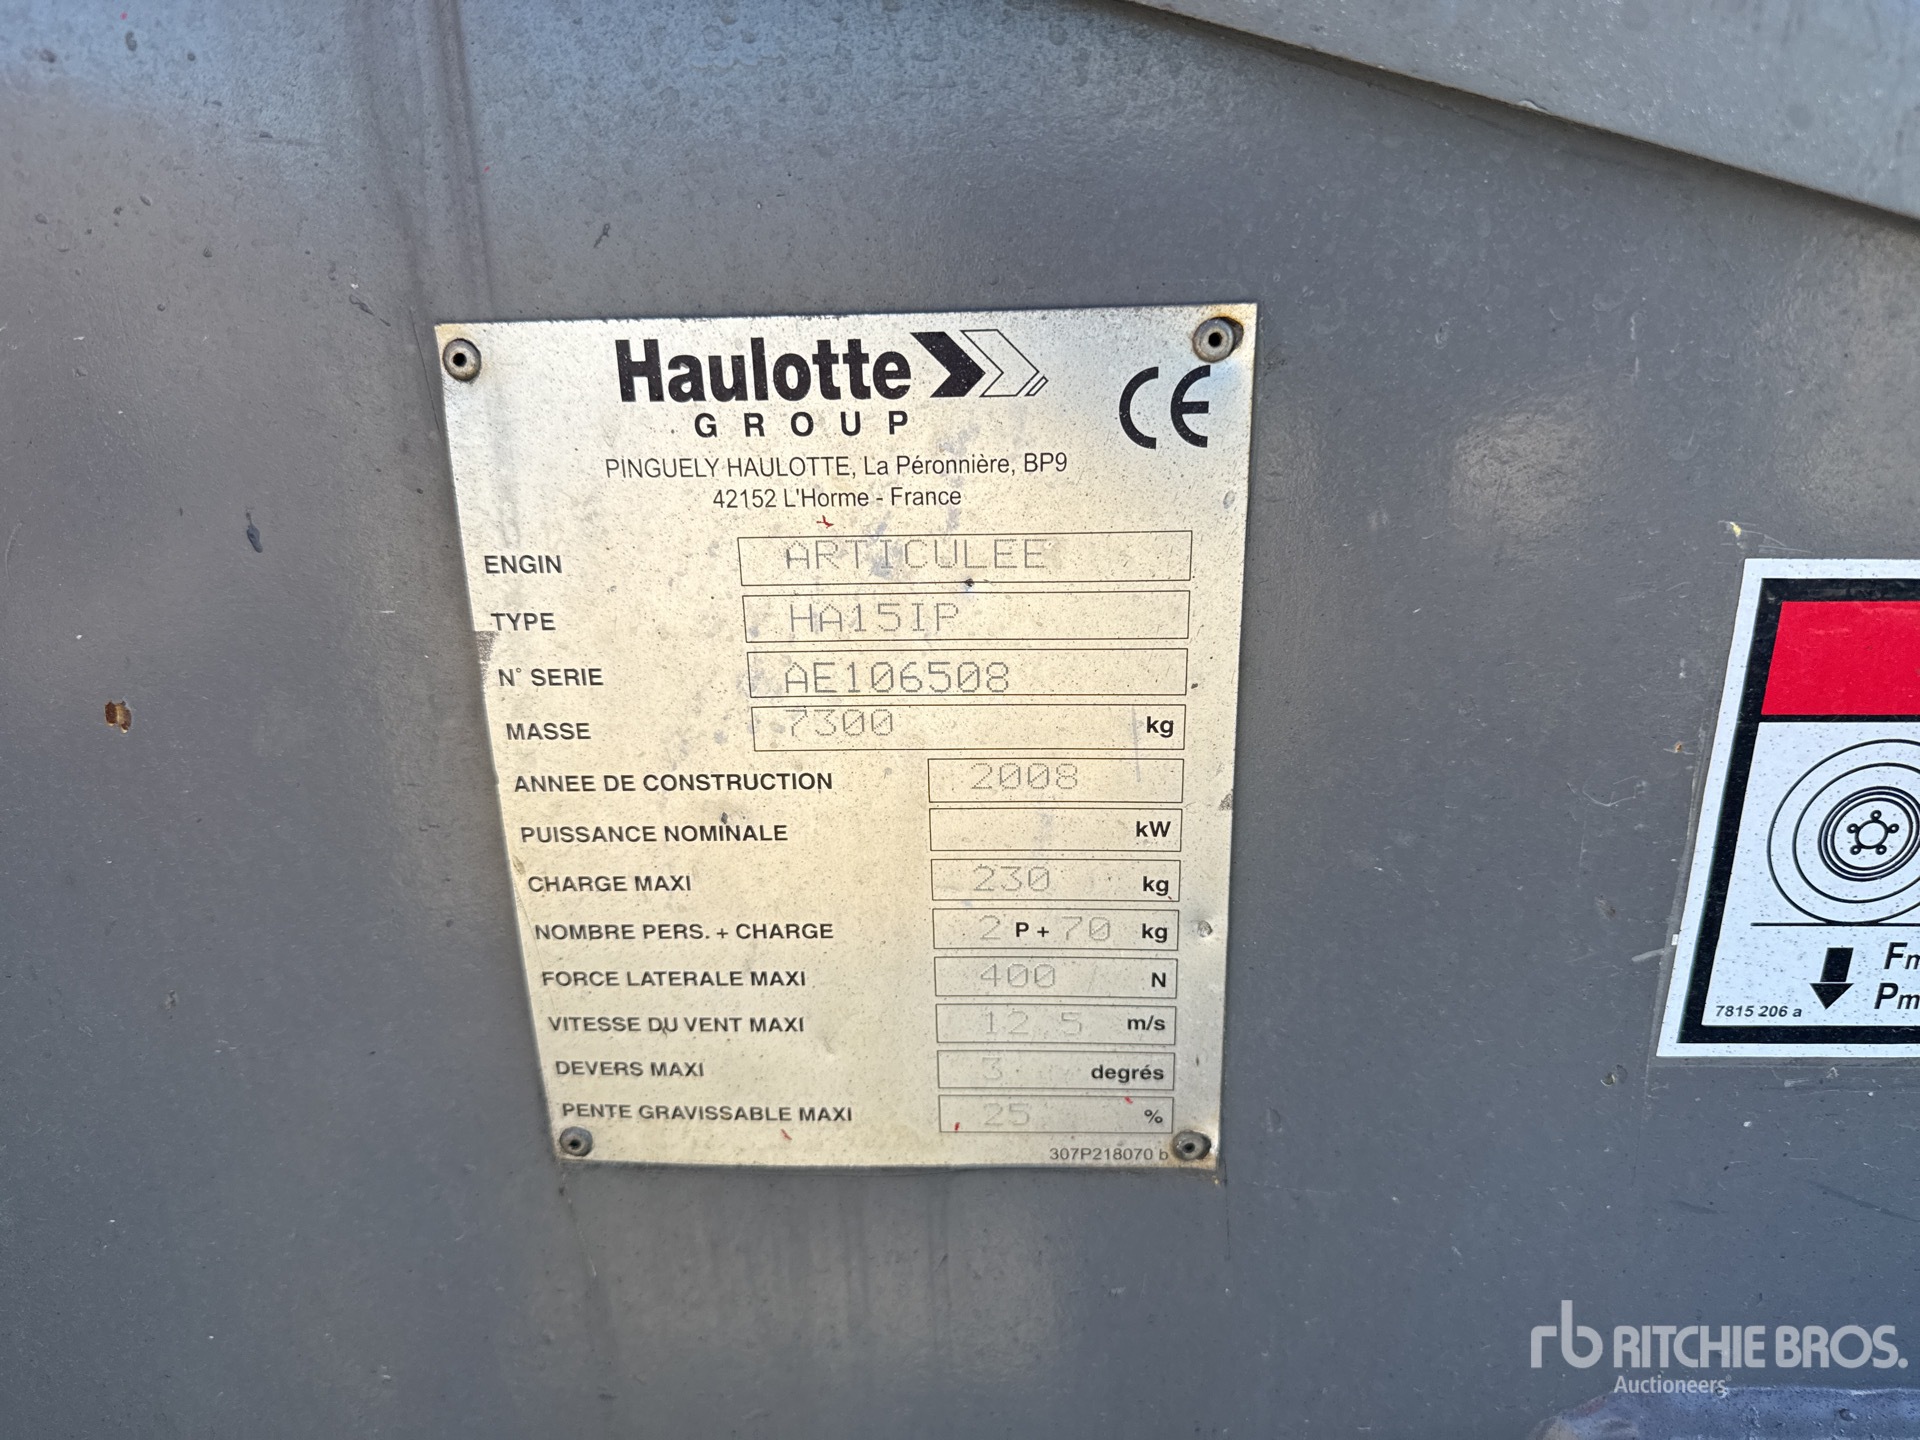 Haulotte
GROUP
CE
PINGUELY HAULOTTE, La Péronnière, BP9
42152 L'Horme - France
ENGIN ARTICULEE
TYPE HA15IP
N° SERIE AE106508
MASSE 7300 kg
ANNEE DE CONSTRUCTION 2008
PUISSANCE NOMINALE kW
CHARGE MAXI 230 kg
NOMBRE PERS. + CHARGE 2 P + 70 kg
FORCE LATERALE MAXI 400 N
VITESSE DU VENT MAXI 12,5 m/s
DEVERS MAXI 3 degrés
PENTE GRAVISSABLE MAXI 25 %
307P218070 b
Fm
Pm
7815 206 a
rb RITCHIE BROS.
Auctioneers